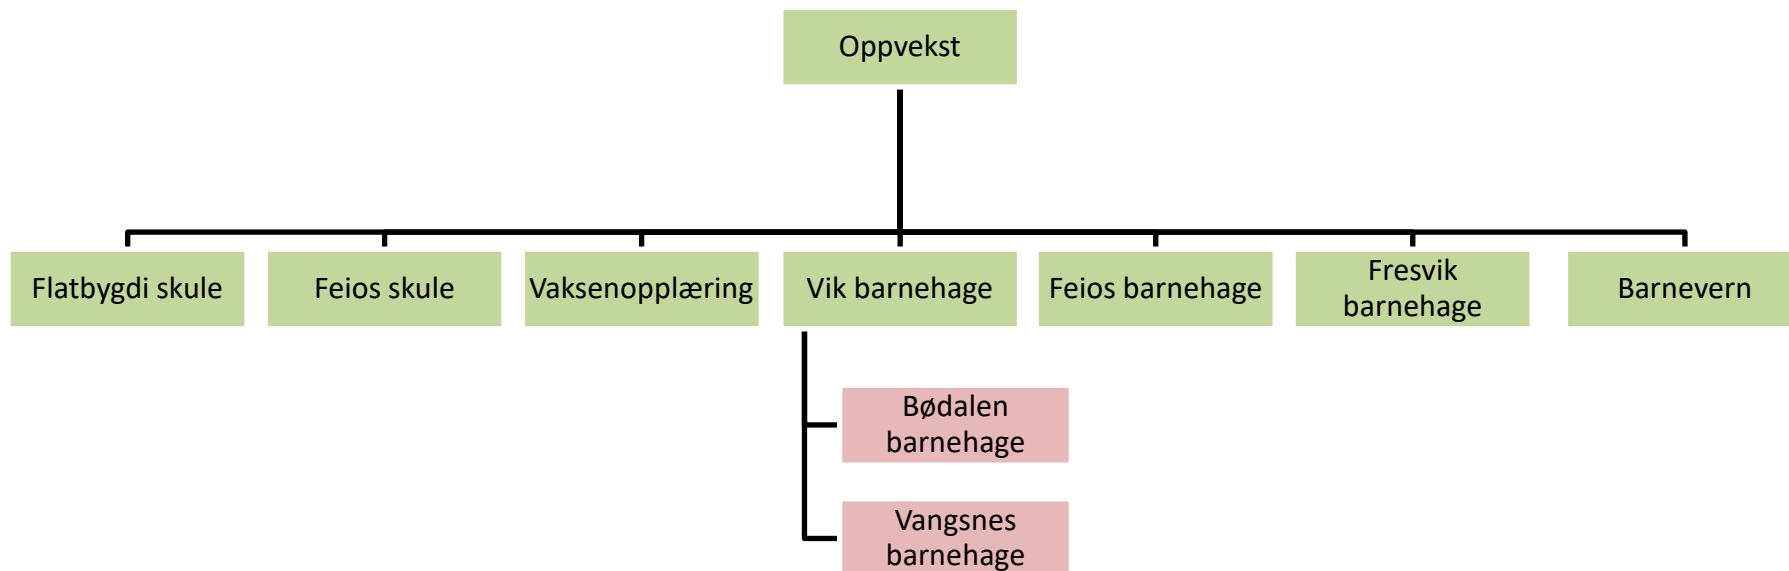 Oppvekst
Flatbygdi skule
Feios skule
Vaksenopplæring
Vik barnehage
Feios barnehage
Fresvik
barnehage
Barnevern
Bødalen
barnehage
Vangsnes
barnehage